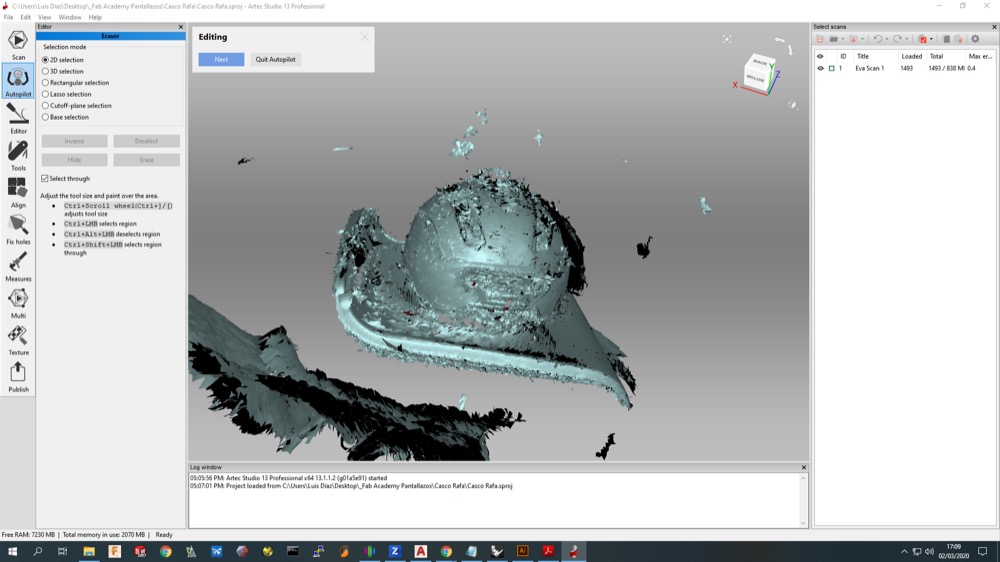 C:\Users\Luis Diaz\Desktop\_Fab Academy Pantallazos\Casco Rafa\Casco Rafa.sproj - Artec Studio 13 Professional
File Edit View Window Help
Scan
Autopilot
Editor
Tools
Align
Fix holes
Measures
Multi
Texture
Publish
Editor
Eraser
Selection mode
2D selection
3D selection
Rectangular selection
Lasso selection
Cutoff-plane selection
Base selection
Inverse Deselect
Hide Erase
Select through
Adjust the tool size and paint over the area.
Ctrl+Scroll wheel(Ctrl+]/[)
adjusts tool size
Ctrl+LMB selects region
Ctrl+Alt+LMB deselects region
Ctrl+Shift+LMB selects region
through
Editing
Next Quit Autopilot
BACK
BOTTOM
X Y Z
Select scans
ID Title Loaded Total Max er...
1 Eva Scan 1 1493 1493 / 838 MI 0.4
Log window
05:05:56 PM: Artec Studio 13 Professional x64 13.1.1.2 (g01a5e91) started
05:07:01 PM: Project loaded from C:\Users\Luis Diaz\Desktop\_Fab Academy Pantallazos\Casco Rafa\Casco Rafa.sproj
Free RAM: 7230 MB | Total memory in use: 2070 MB | Ready
17:09
02/03/2020